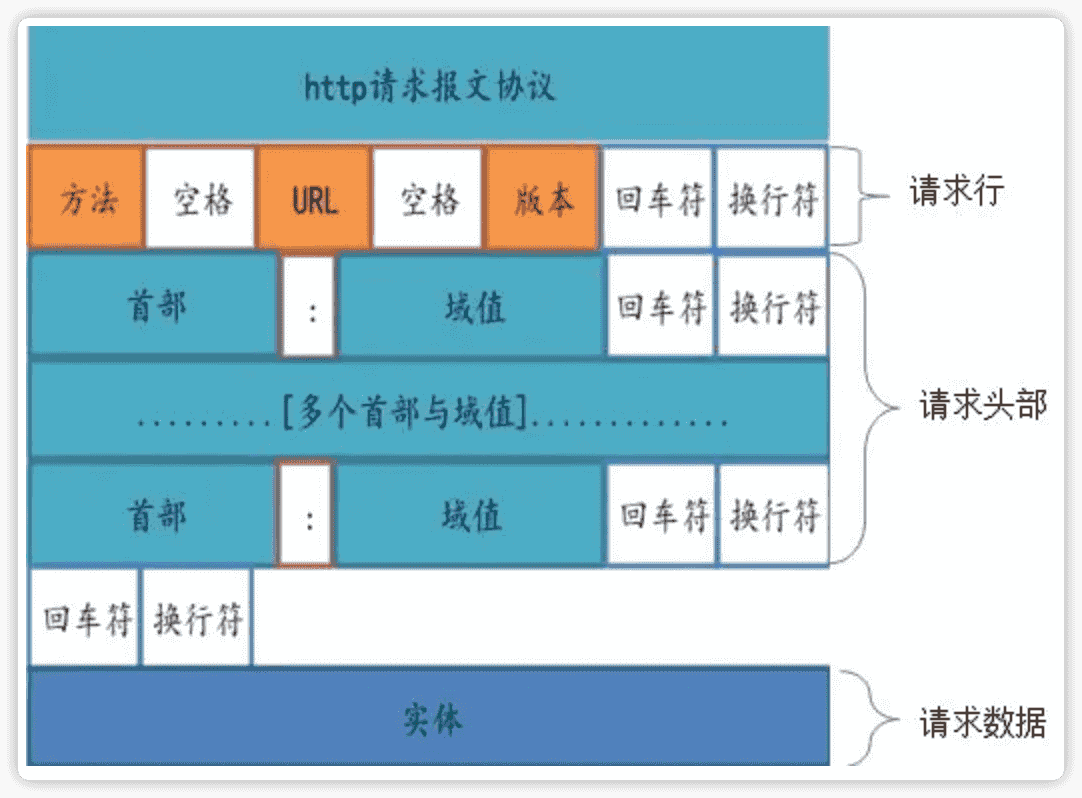 http请求报文协议
方法 空格 URL 空格 版本 回车符 换行符 请求行
首部 : 域值 回车符 换行符
.........[多个首部与域值].............
请求头部
首部 : 域值 回车符 换行符
回车符 换行符
实体 请求数据